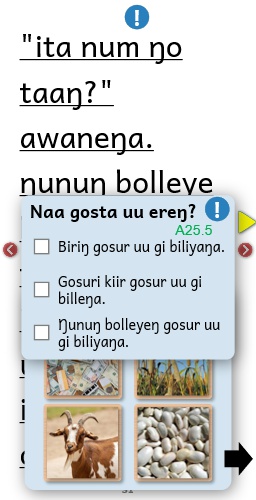 "ita num ŋo
taaŋ?"
awaneŋa.
ŋunuŋ bolleye
Naa gosta uu ereŋ?
A25.5
Biriŋ gosur uu gi biliyaŋa.
Gosuri kiir gosur uu gi
billeŋa.
Ŋunuŋ bolleyeŋ gosur uu
gi biliyaŋa.